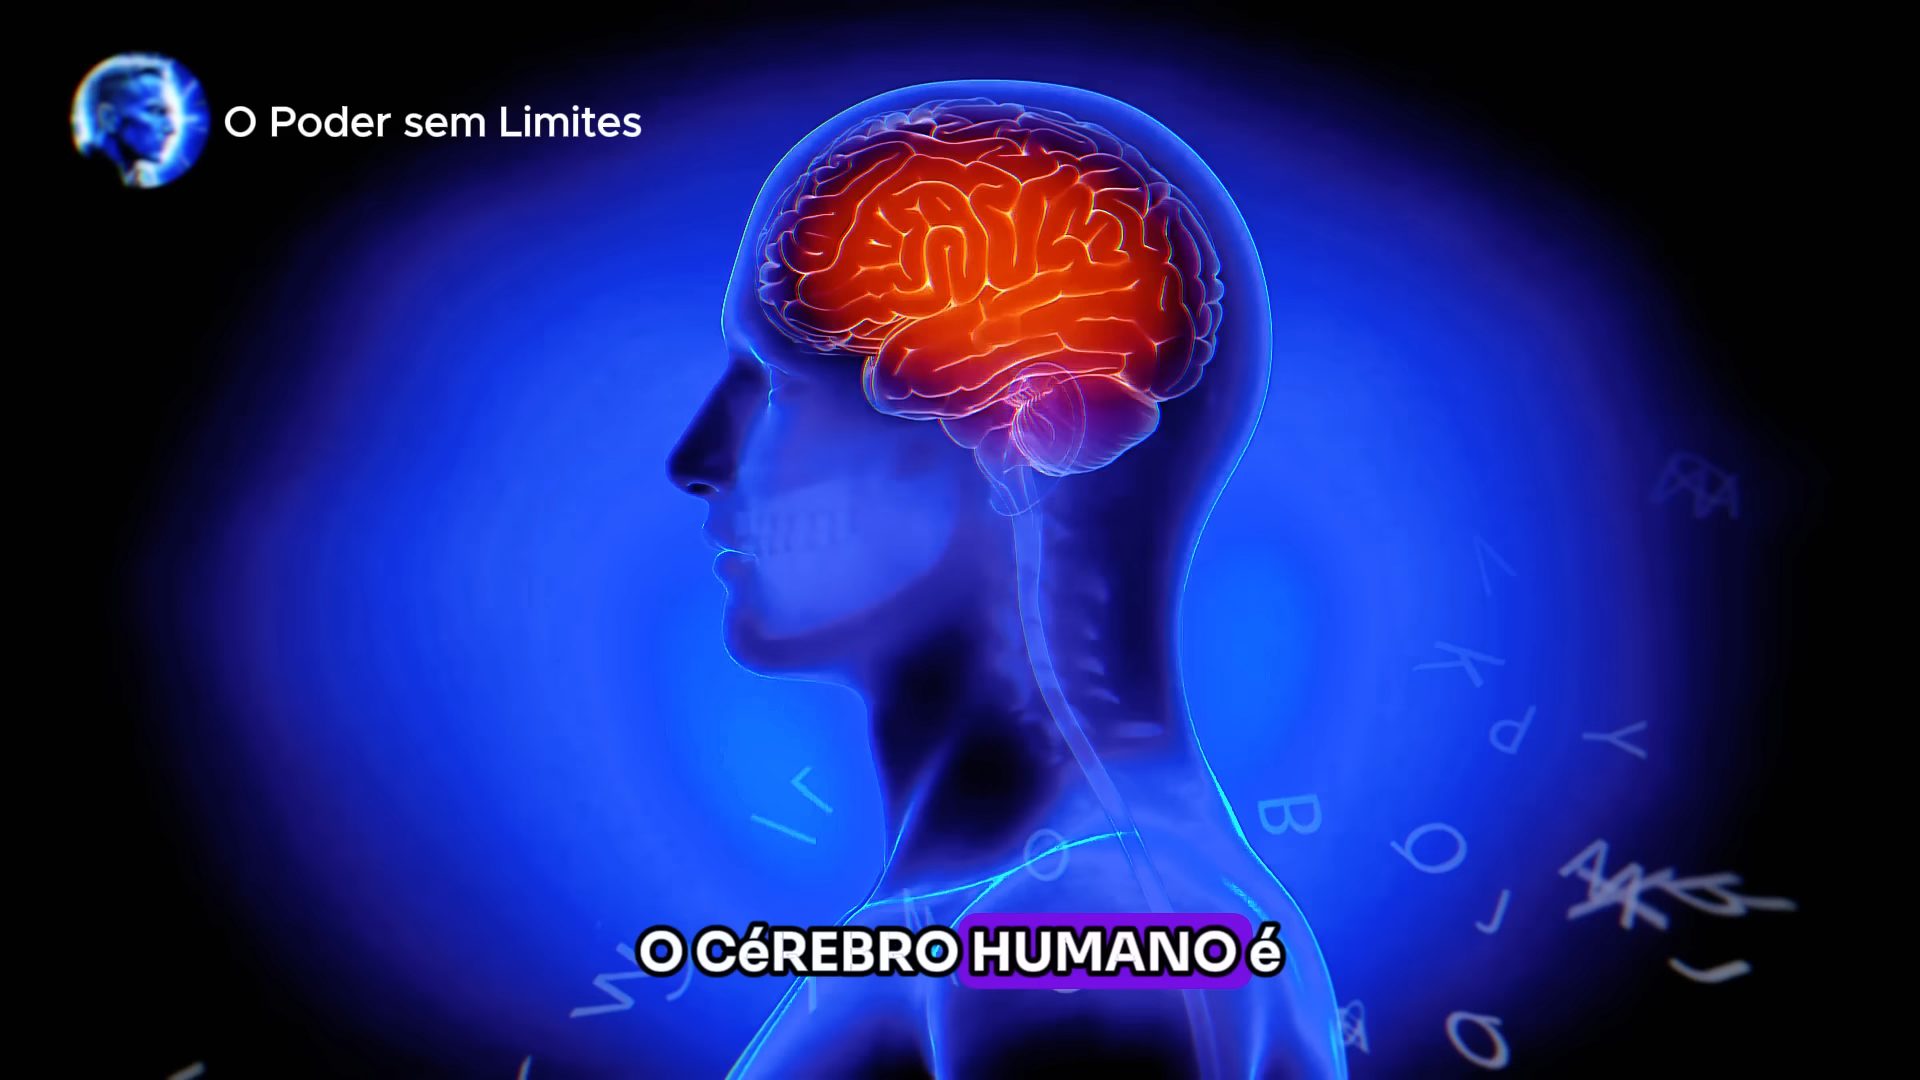 O Poder sem Limites
V
K
P
Y
B
Q
O
O CéREBRO HUMANO é